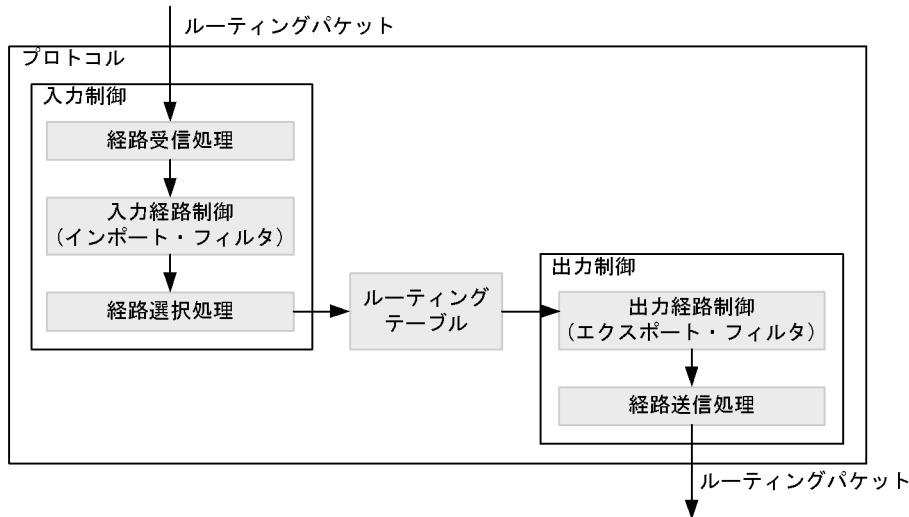 ルーティングパケット
プロトコル
入力制御
経路受信処理
入力経路制御
（インポート・フィルタ）
経路選択処理
ルーティング
テーブル
出力制御
出力経路制御
（エクスポート・フィルタ）
経路送信処理
ルーティングパケット